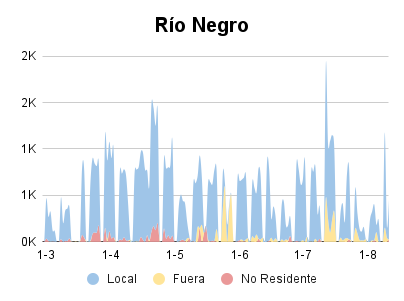 Río Negro
2K
2K
1K
1K
0K
1-3 1-4 1-5 1-6 1-7 1-8
Local Fuera No Residente